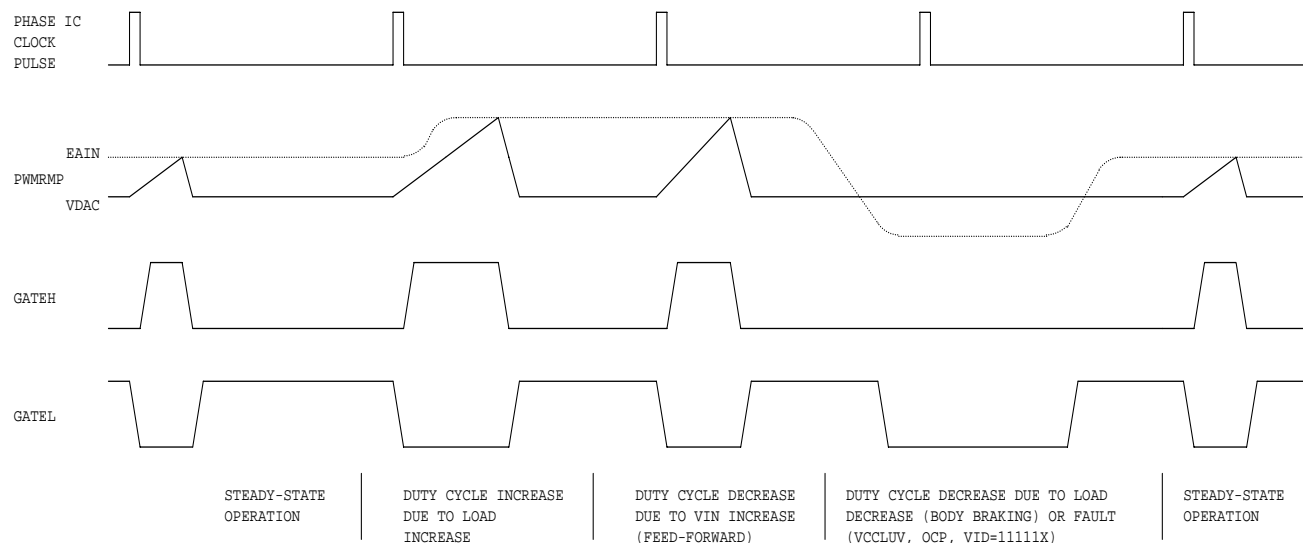 PHASE IC
CLOCK
PULSE
EAIN
PWMRMP
VDAC
GATEH
GATEL
STEADY-STATE
OPERATION
DUTY CYCLE INCREASE
DUE TO LOAD
INCREASE
DUTY CYCLE DECREASE
DUE TO VIN INCREASE
(FEED-FORWARD)
DUTY CYCLE DECREASE DUE TO LOAD
DECREASE (BODY BRAKING) OR FAULT
(VCCLUV, OCP, VID=11111X)
STEADY-STATE
OPERATION